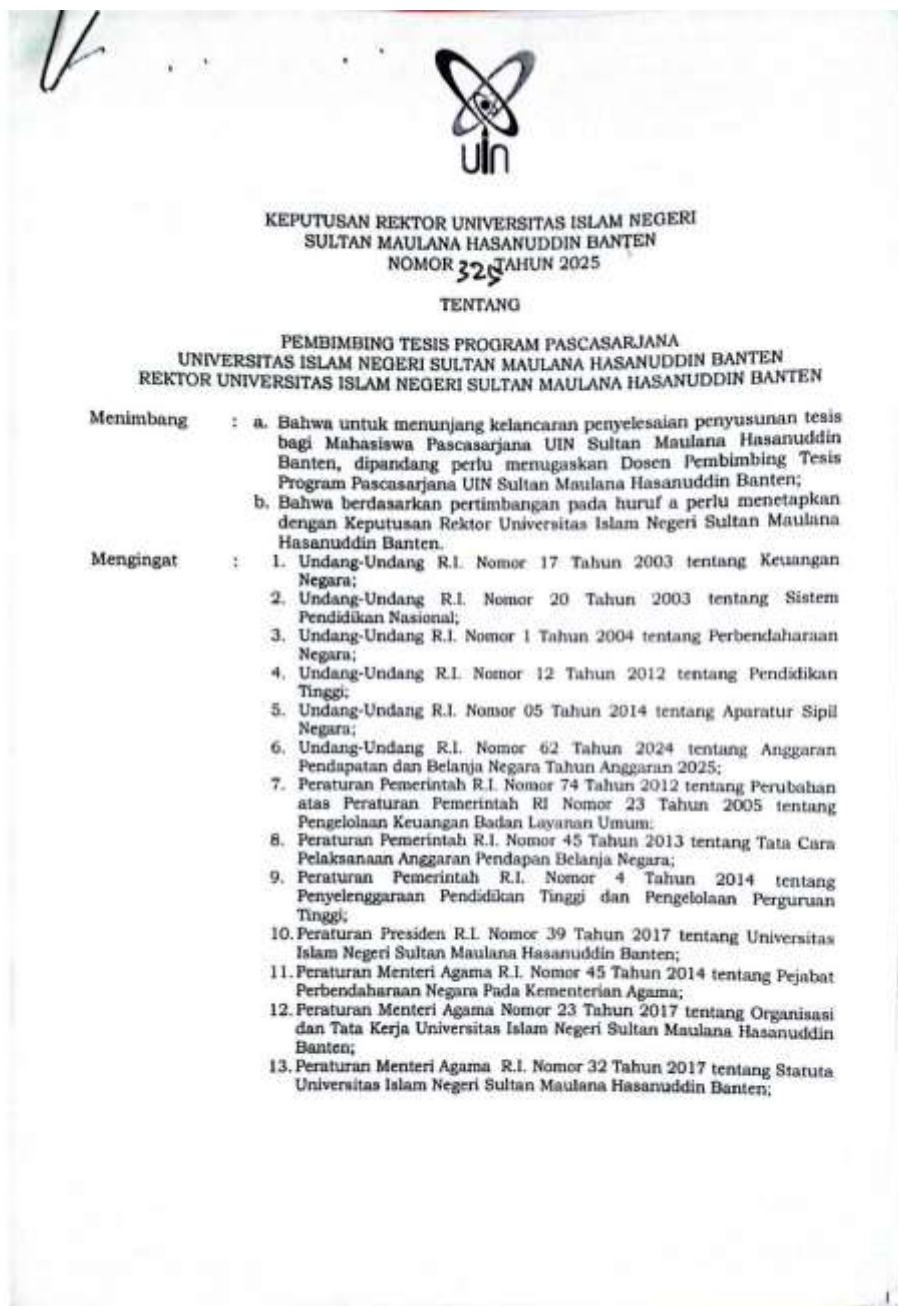 uin
KEPUTUSAN REKTOR UNIVERSITAS ISLAM NEGERI
SULTAN MAULANA HASANUDDIN BANTEN
NOMOR 325 TAHUN 2025
TENTANG
PEMBIMBING TESIS PROGRAM PASCASARJANA
UNIVERSITAS ISLAM NEGERI SULTAN MAULANA HASANUDDIN BANTEN
REKTOR UNIVERSITAS ISLAM NEGERI SULTAN MAULANA HASANUDDIN BANTEN
Menimbang : a. Bahwa untuk menunjang kelancaran penyelesaian penyusunan tesis
bagi Mahasiswa Pascasarjana UIN Sultan Maulana Hasanuddin
Banten, dipandang perlu menugaskan Dosen Pembimbing Tesis
Program Pascasarjana UIN Sultan Maulana Hasanuddin Banten;
b. Bahwa berdasarkan pertimbangan pada huruf a perlu menetapkan
dengan Keputusan Rektor Universitas Islam Negeri Sultan Maulana
Hasanuddin Banten.
Mengingat : 1. Undang-Undang R.I. Nomor 17 Tahun 2003 tentang Keuangan
Negara;
2. Undang-Undang R.I. Nomor 20 Tahun 2003 tentang Sistem
Pendidikan Nasional;
3. Undang-Undang R.I. Nomor 1 Tahun 2004 tentang Perbendaharaan
Negara;
4. Undang-Undang R.I. Nomor 12 Tahun 2012 tentang Pendidikan
Tinggi;
5. Undang-Undang R.I. Nomor 05 Tahun 2014 tentang Aparatur Sipil
Negara;
6. Undang-Undang R.I. Nomor 62 Tahun 2024 tentang Anggaran
Pendapatan dan Belanja Negara Tahun Anggaran 2025;
7. Peraturan Pemerintah R.I. Nomor 74 Tahun 2012 tentang Perubahan
atas Peraturan Pemerintah RI Nomor 23 Tahun 2005 tentang
Pengelolaan Keuangan Badan Layanan Umum;
8. Peraturan Pemerintah R.I. Nomor 45 Tahun 2013 tentang Tata Cara
Pelaksanaan Anggaran Pendapan Belanja Negara;
9. Peraturan Pemerintah R.I. Nomor 4 Tahun 2014 tentang
Penyelenggaraan Pendidikan Tinggi dan Pengelolaan Perguruan
Tinggi;
10. Peraturan Presiden R.I. Nomor 39 Tahun 2017 tentang Universitas
Islam Negeri Sultan Maulana Hasanuddin Banten;
11. Peraturan Menteri Agama R.I. Nomor 45 Tahun 2014 tentang Pejabat
Perbendaharaan Negara Pada Kementerian Agama;
12. Peraturan Menteri Agama Nomor 23 Tahun 2017 tentang Organisasi
dan Tata Kerja Universitas Islam Negeri Sultan Maulana Hasanuddin
Banten;
13. Peraturan Menteri Agama R.I. Nomor 32 Tahun 2017 tentang Statuta
Universitas Islam Negeri Sultan Maulana Hasanuddin Banten;
1